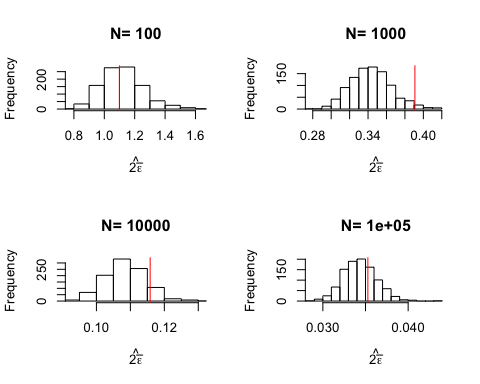 N= 100
N= 1000
Frequency
0
200
0.8 1.0 1.2 1.4 1.6
2ε̂
Frequency
0
150
0.28 0.34 0.40
2ε̂
N= 10000
N= 1e+05
Frequency
0
250
0.10 0.12
2ε̂
Frequency
0
150
0.030 0.040
2ε̂